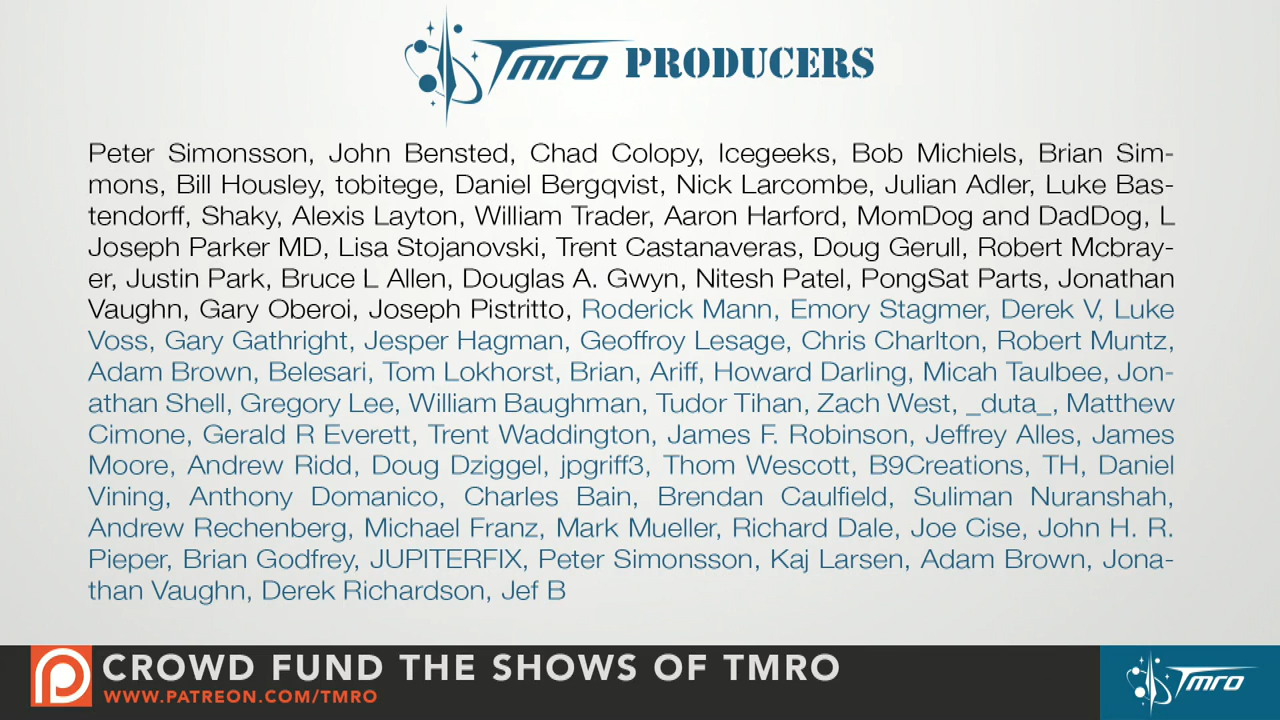 TMRO PRODUCERS
Peter Simonsson, John Bensted, Chad Colopy, Icegeeks, Bob Michiels, Brian Sim-
mons, Bill Housley, tobitege, Daniel Bergqvist, Nick Larcombe, Julian Adler, Luke Bas-
tendorff, Shaky, Alexis Layton, William Trader, Aaron Harford, MomDog and DadDog, L
Joseph Parker MD, Lisa Stojanovski, Trent Castanaveras, Doug Gerull, Robert Mcbray-
er, Justin Park, Bruce L Allen, Douglas A. Gwyn, Nitesh Patel, PongSat Parts, Jonathan
Vaughn, Gary Oberoi, Joseph Pistritto, Roderick Mann, Emory Stagmer, Derek V, Luke
Voss, Gary Gathright, Jesper Hagman, Geoffroy Lesage, Chris Charlton, Robert Muntz,
Adam Brown, Belesari, Tom Lokhorst, Brian, Ariff, Howard Darling, Micah Taulbee, Jon-
athan Shell, Gregory Lee, William Baughman, Tudor Tihan, Zach West, _duta_, Matthew
Cimone, Gerald R Everett, Trent Waddington, James F. Robinson, Jeffrey Alles, James
Moore, Andrew Ridd, Doug Dziggel, jpgriff3, Thom Wescott, B9Creations, TH, Daniel
Vining, Anthony Domanico, Charles Bain, Brendan Caulfield, Suliman Nuranshah,
Andrew Rechenberg, Michael Franz, Mark Mueller, Richard Dale, Joe Cise, John H. R.
Pieper, Brian Godfrey, JUPITERFIX, Peter Simonsson, Kaj Larsen, Adam Brown, Jona-
than Vaughn, Derek Richardson, Jef B
CROWD FUND THE SHOWS OF TMRO
WWW.PATREON.COM/TMRO
TMRO